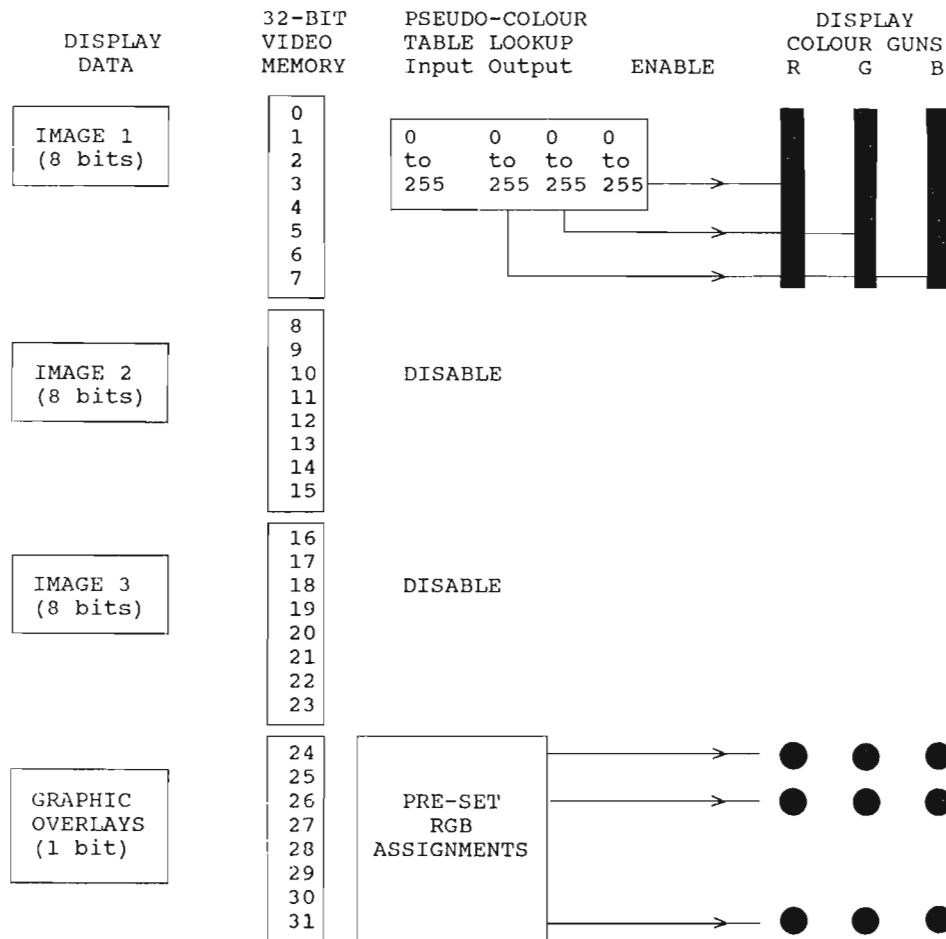 DISPLAY DATA
32-BIT VIDEO MEMORY
PSEUDO-COLOUR TABLE LOOKUP
Input Output
ENABLE
DISPLAY COLOUR GUNS
R G B
IMAGE 1
(8 bits)
0
1
2
3
4
5
6
7
0 0 0 0
to to to to
255 255 255 255
IMAGE 2
(8 bits)
8
9
10
11
12
13
14
15
DISABLE
IMAGE 3
(8 bits)
16
17
18
19
20
21
22
23
DISABLE
GRAPHIC
OVERLAYS
(1 bit)
24
25
26
27
28
29
30
31
PRE-SET
RGB
ASSIGNMENTS